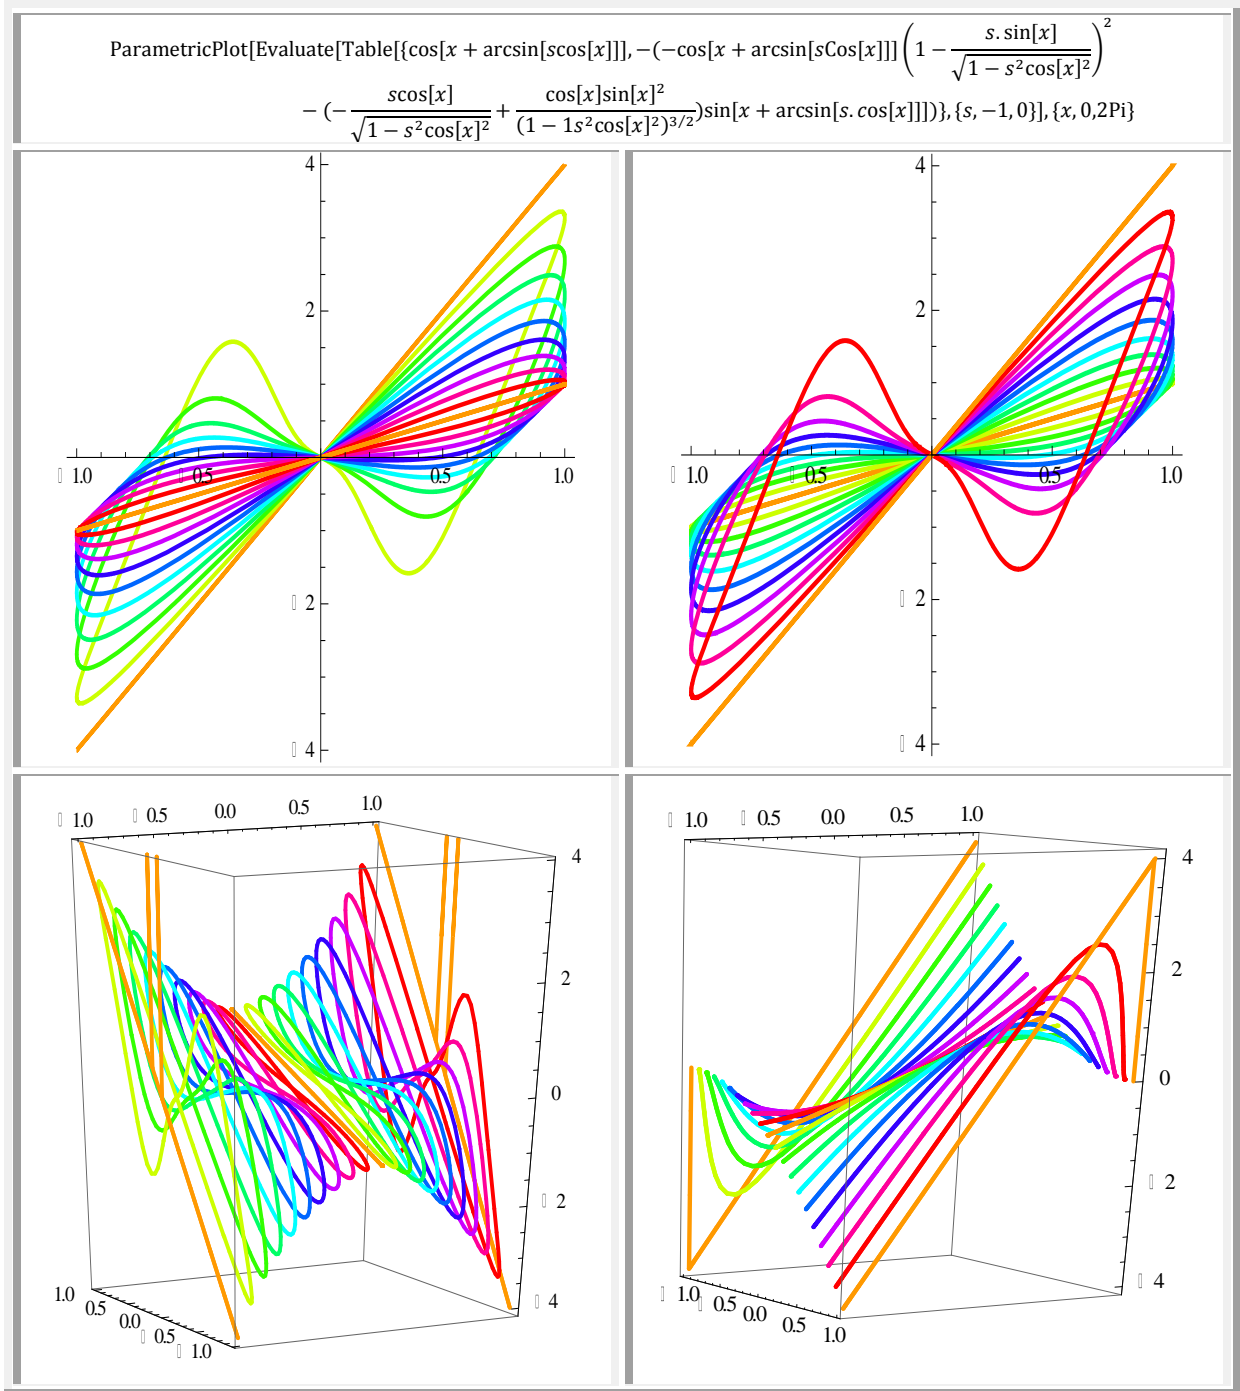 ParametricPlot[Evaluate[Table[{cos[x + arcsin[scos[x]]], −(−cos[x + arcsin[sCos[x]]] (1 − s. sin[x] / √(1 − s²cos[x]²))²
− (− scos[x] / √(1 − s²cos[x]²) + cos[x]sin[x]² / (1 − 1s²cos[x]²)^(3/2))sin[x + arcsin[s. cos[x]]])}, {s, −1, 0}], {x, 0,2Pi}
4
2
▯ 1.0 ▯ 0.5 0.5 1.0
▯ 2
▯ 4
4
2
▯ 1.0 ▯ 0.5 0.5 1.0
▯ 2
▯ 4
▯ 1.0 ▯ 0.5 0.0 0.5 1.0
4
2
0
▯ 2
▯ 4
1.0 0.5 0.0 ▯ 0.5 ▯ 1.0
▯ 1.0 ▯ 0.5 0.0 0.5 1.0
4
2
0
▯ 2
▯ 4
▯ 1.0 ▯ 0.5 0.0 0.5 1.0